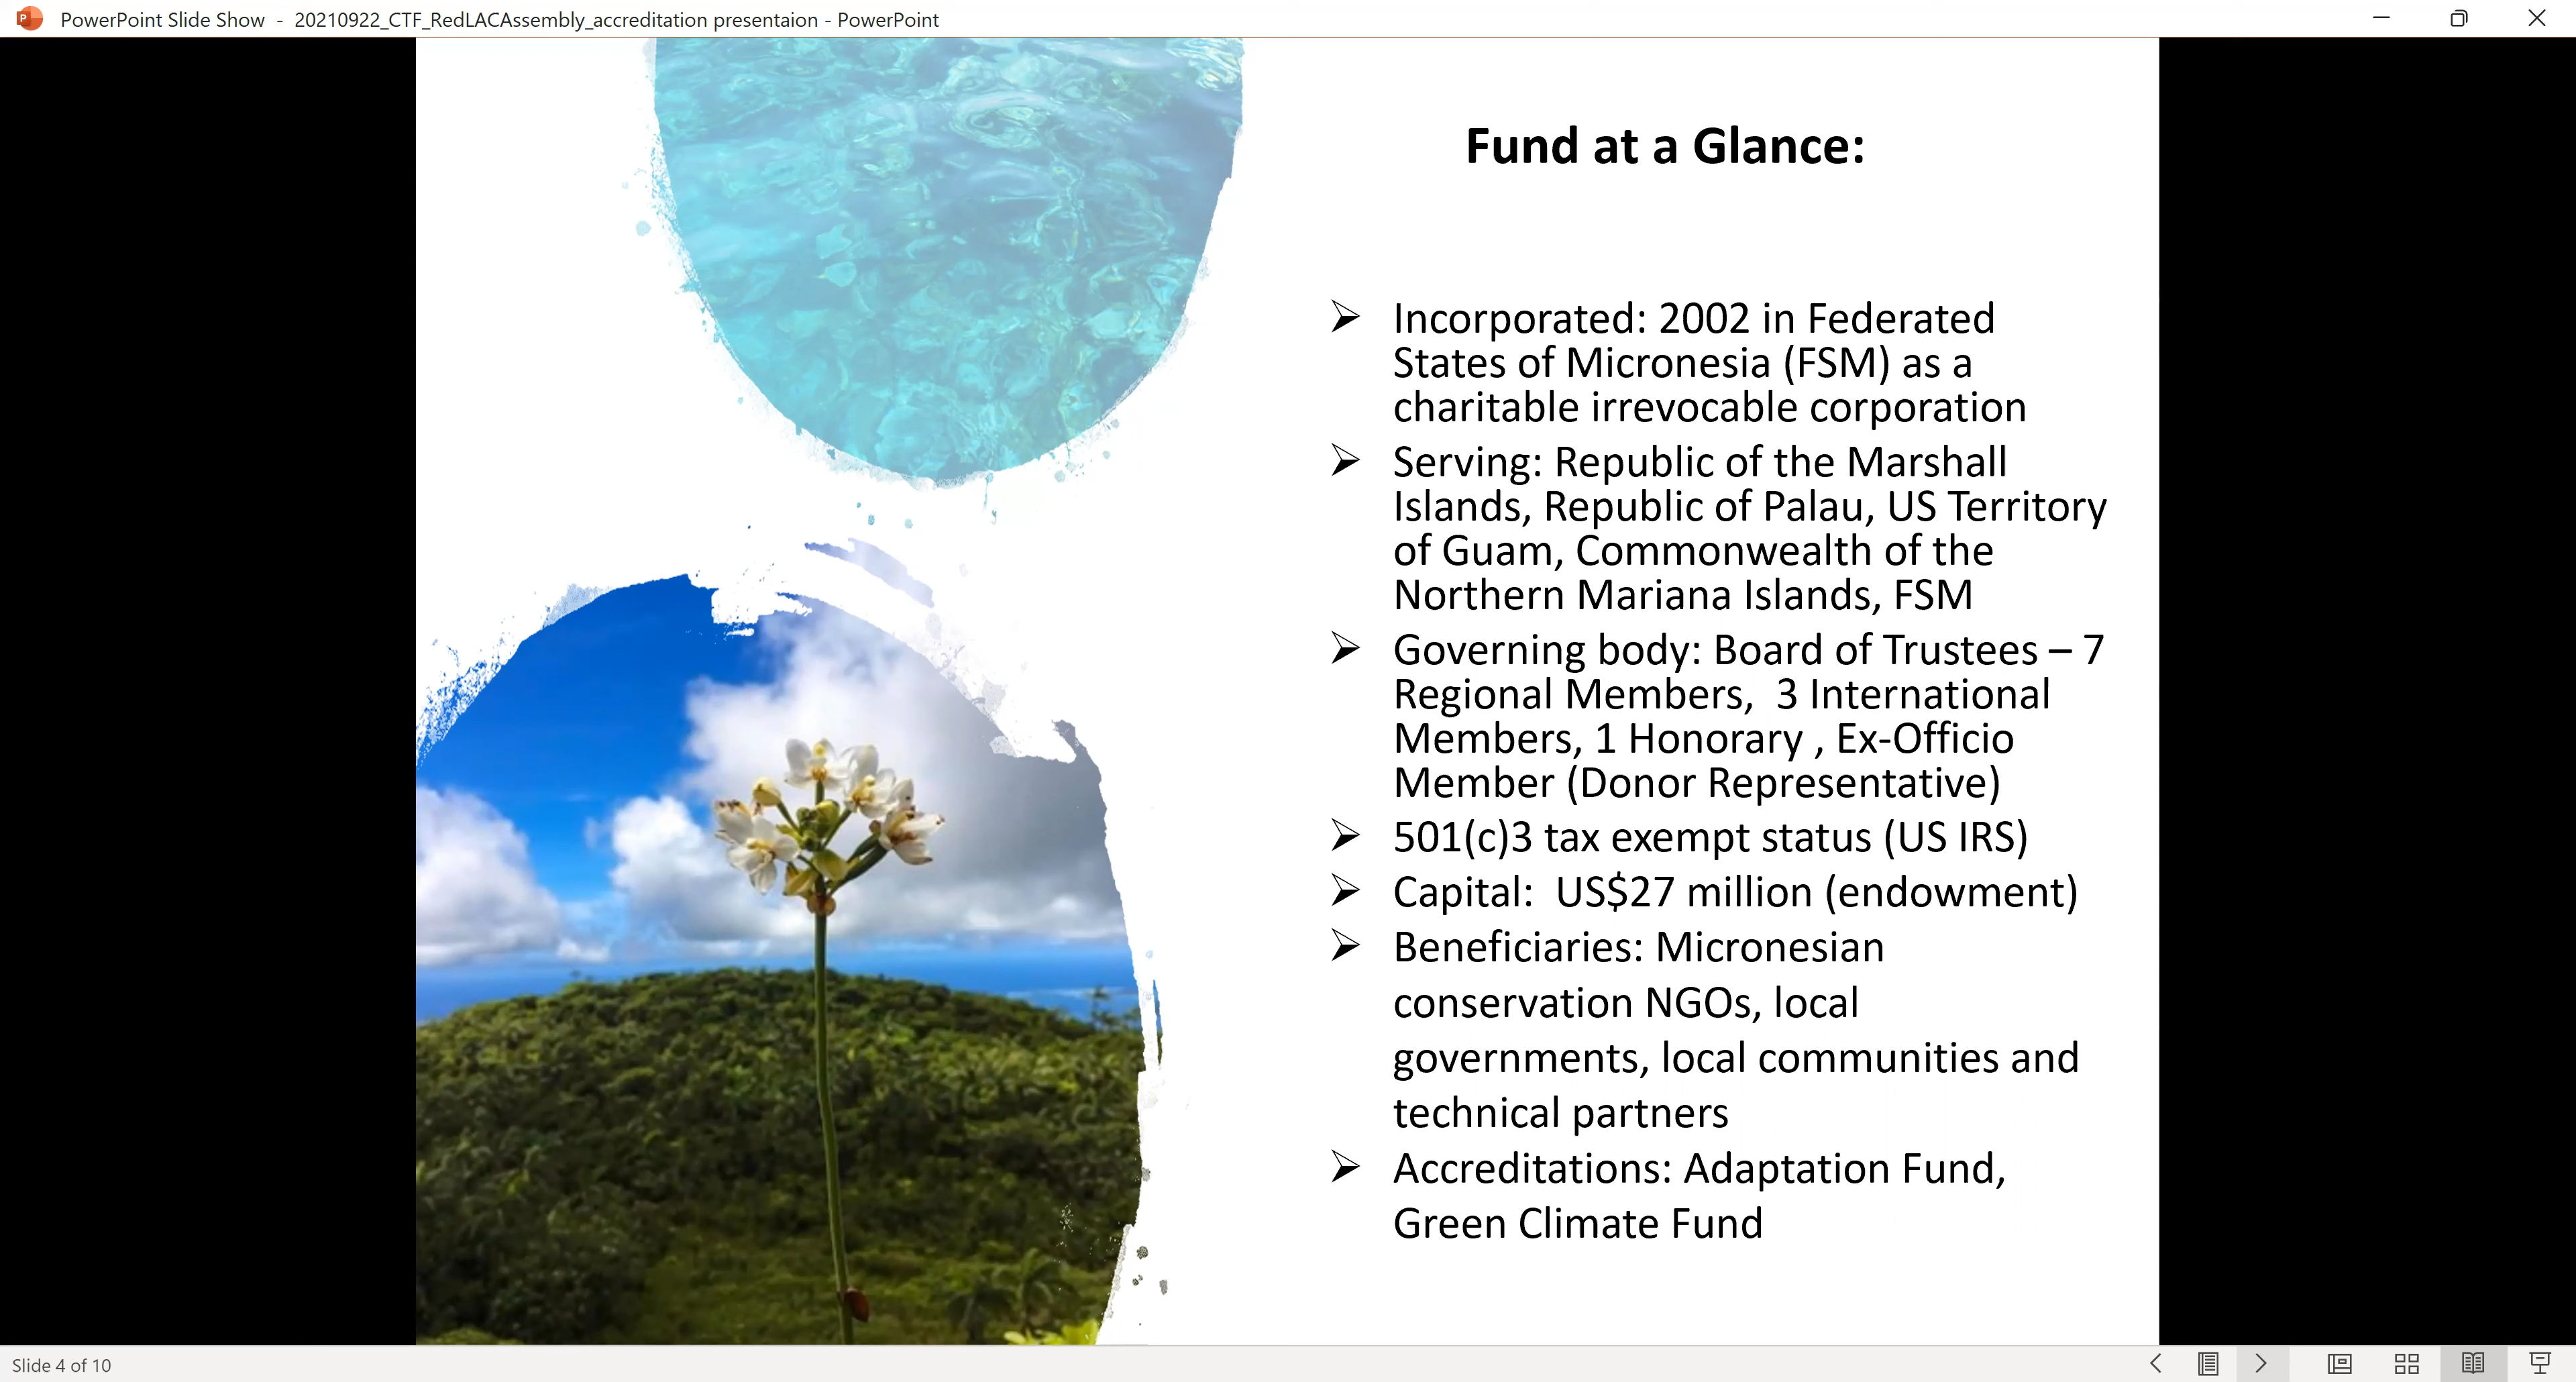 PowerPoint Slide Show - 20210922_CTF_RedLACAssembly_accreditation presentaion - PowerPoint
Fund at a Glance:
➢ Incorporated: 2002 in Federated
States of Micronesia (FSM) as a
charitable irrevocable corporation
➢ Serving: Republic of the Marshall
Islands, Republic of Palau, US Territory
of Guam, Commonwealth of the
Northern Mariana Islands, FSM
➢ Governing body: Board of Trustees – 7
Regional Members,  3 International
Members, 1 Honorary , Ex-Officio
Member (Donor Representative)
➢ 501(c)3 tax exempt status (US IRS)
➢ Capital:  US$27 million (endowment)
➢ Beneficiaries: Micronesian
conservation NGOs, local
governments, local communities and
technical partners
➢ Accreditations: Adaptation Fund,
Green Climate Fund
Slide 4 of 10